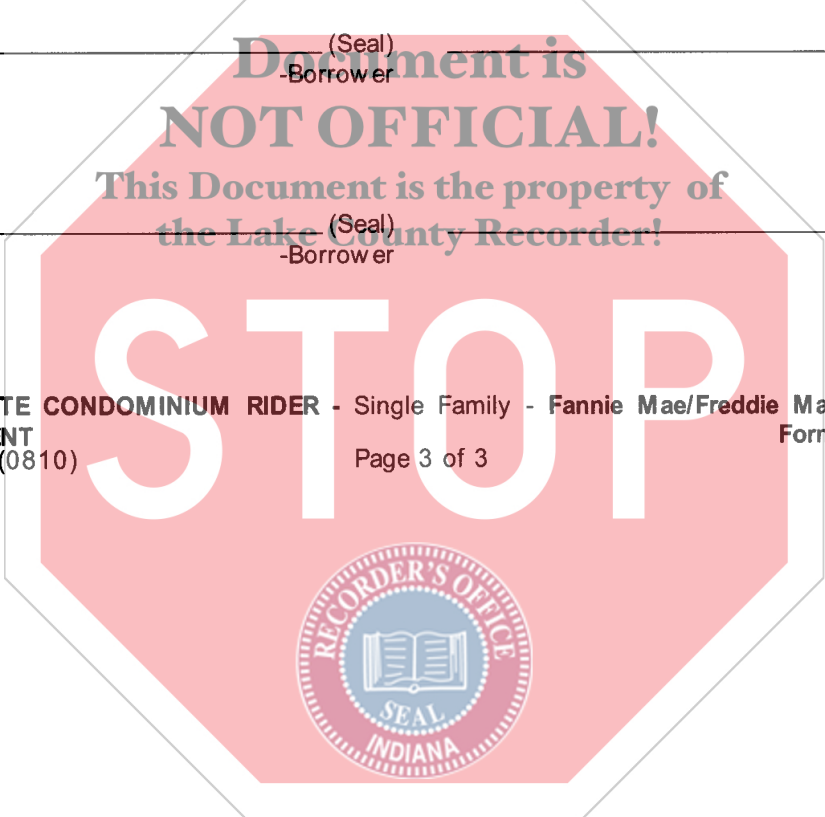 (Seal)
Document is
-Borrower
NOT OFFICIAL!
This Document is the property of
(Seal)
the Lake County Recorder!
-Borrower
STOP
TE CONDOMINIUM RIDER - Single Family - Fannie Mae/Freddie Ma
NT Form
(0810) Page 3 of 3
RECORDER'S OFFICE
SEAL
INDIANA